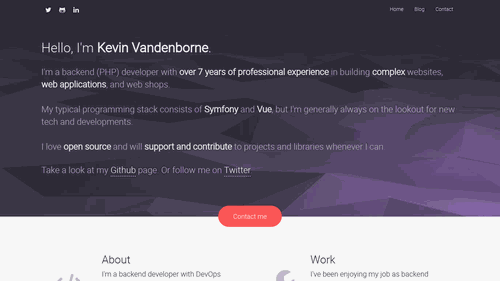 Home Blog Contact
Hello, I'm Kevin Vandenborne.
I'm a backend (PHP) developer with over 7 years of professional experience in building complex websites,
web applications, and web shops.
My typical programming stack consists of Symfony and Vue, but I'm generally always on the lookout for new
tech and developments.
I love open source and will support and contribute to projects and libraries whenever I can.
Take a look at my Github page. Or follow me on Twitter.
Contact me
About
I'm a backend developer with DevOps
Work
I've been enjoying my job as backend